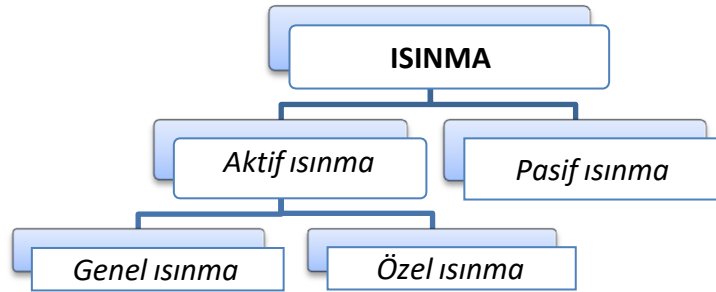 ISINMA
Aktif ısınma
Pasif ısınma
Genel ısınma
Özel ısınma